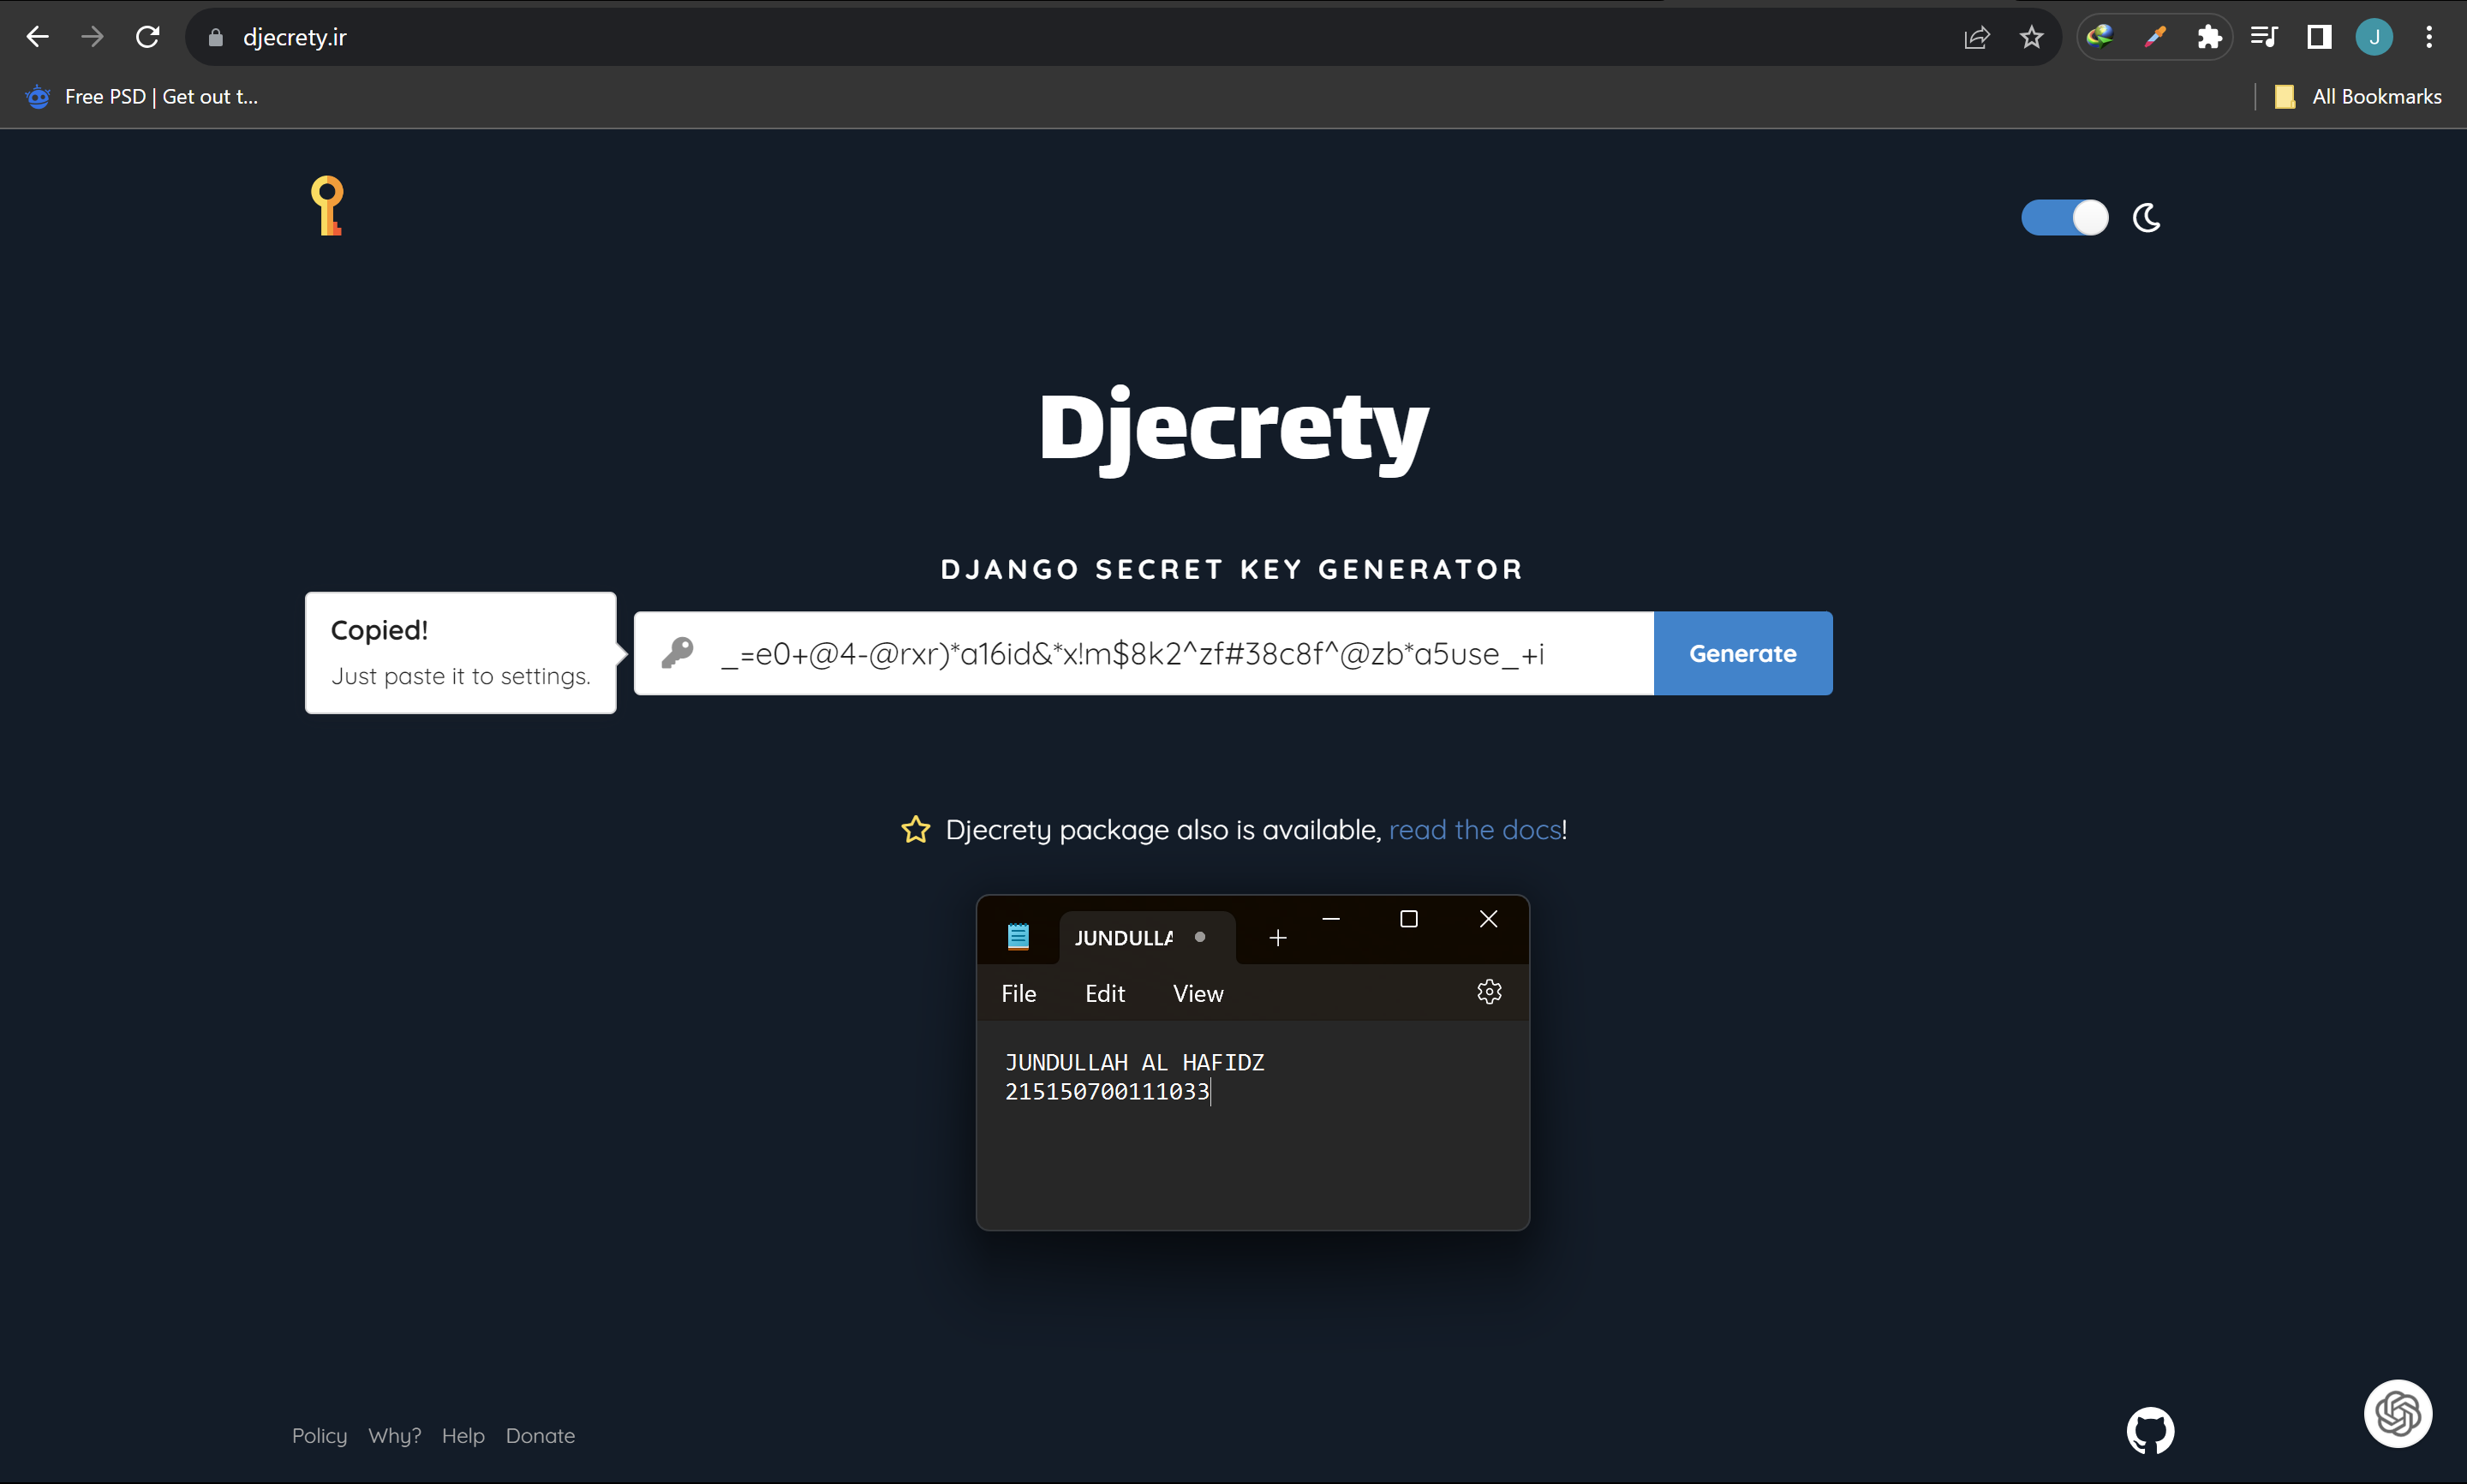 djecrety.ir
J
Free PSD | Get out t...
All Bookmarks
Djecrety
DJANGO SECRET KEY GENERATOR
Copied!
Just paste it to settings.
_=e0+@4-@rxr)*a16id&*x!m$8k2^zf#38c8f^@zb*a5use_+i
Generate
Djecrety package also is available, read the docs!
JUNDULLA
File Edit View
JUNDULLAH AL HAFIDZ
215150700111033
Policy Why? Help Donate